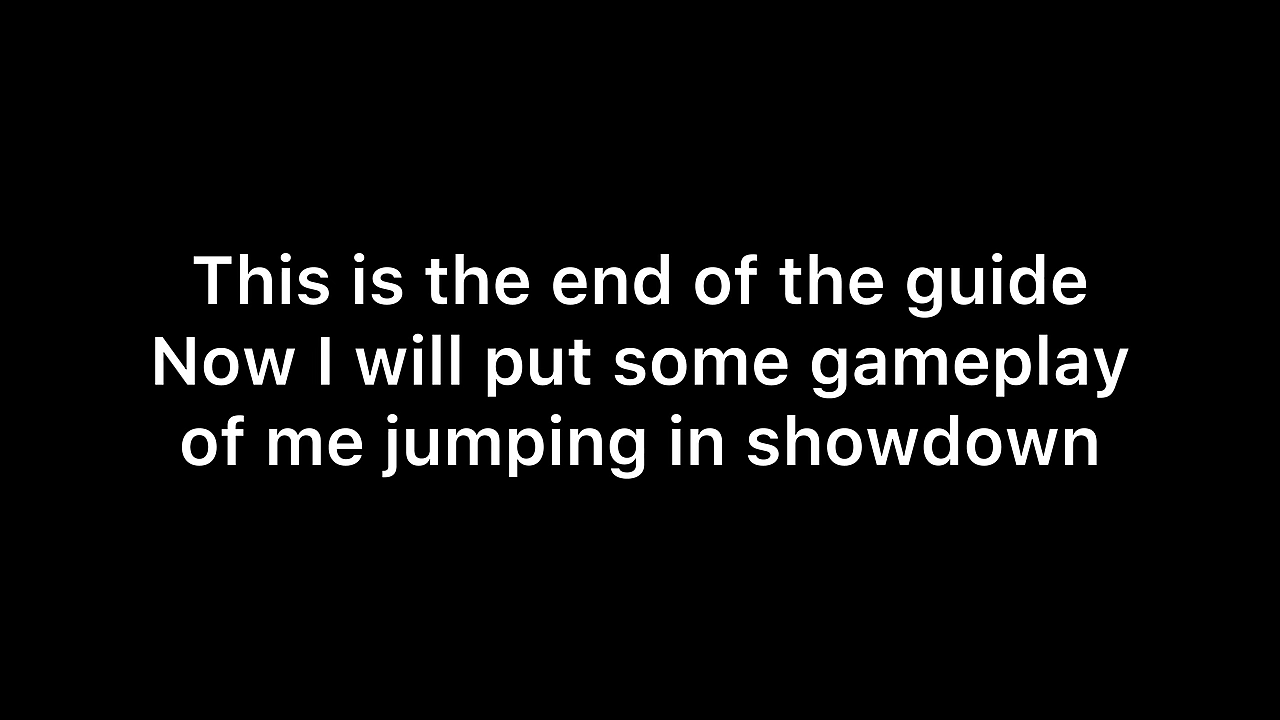 This is the end of the guide
Now I will put some gameplay
of me jumping in showdown